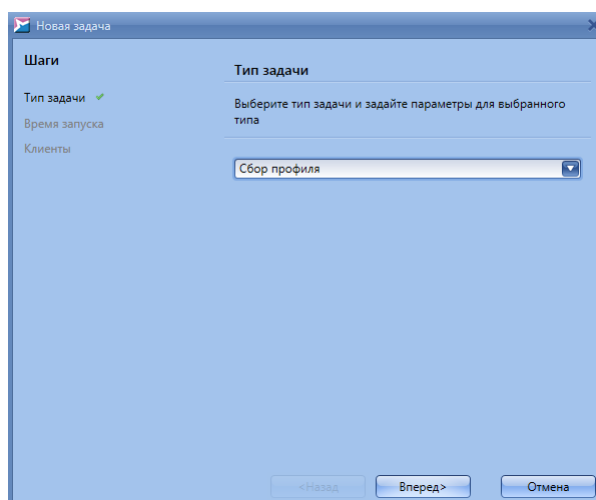 Новая задача
Шаги
Тип задачи
Время запуска
Клиенты
Тип задачи
Выберите тип задачи и задайте параметры для выбранного
типа
Сбор профиля
<Назад
Вперед>
Отмена